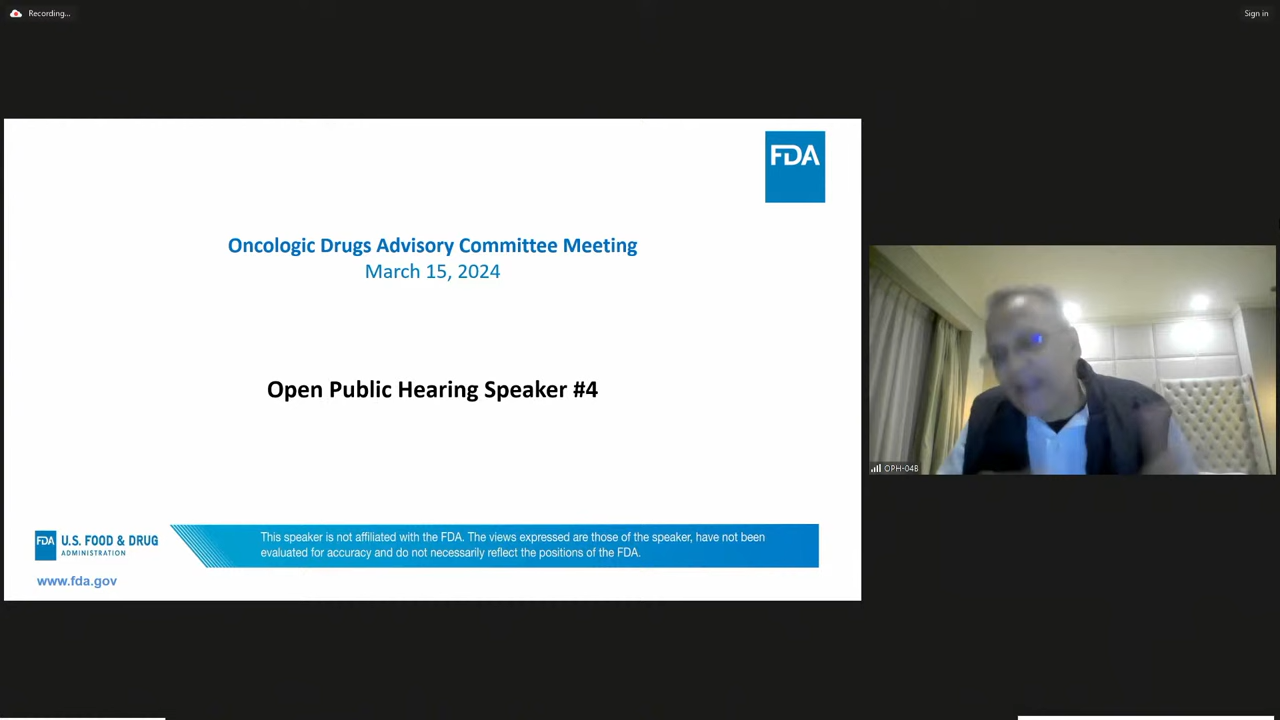 Recording...
Sign in
FDA
Oncologic Drugs Advisory Committee Meeting
March 15, 2024
Open Public Hearing Speaker #4
OPH-04B
FDA
U.S. FOOD & DRUG
ADMINISTRATION
This speaker is not affiliated with the FDA. The views expressed are those of the speaker, have not been
evaluated for accuracy and do not necessarily reflect the positions of the FDA.
www.fda.gov